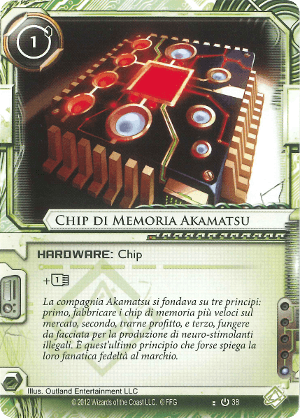 1
CHIP DI MEMORIA AKAMATSU
HARDWARE: Chip
+1
La compagnia Akamatsu si fondava su tre principi:
primo, fabbricare i chip di memoria più veloci sul
mercato, secondo, trarne profitto, e terzo, fungere
da facciata per la produzione di neuro-stimolanti
illegali. È quest'ultimo principio che forse spiega la
loro fanatica fedeltà al marchio.
Illus. Outland Entertainment LLC
© 2012 Wizards of the Coast LLC. © FFG
38